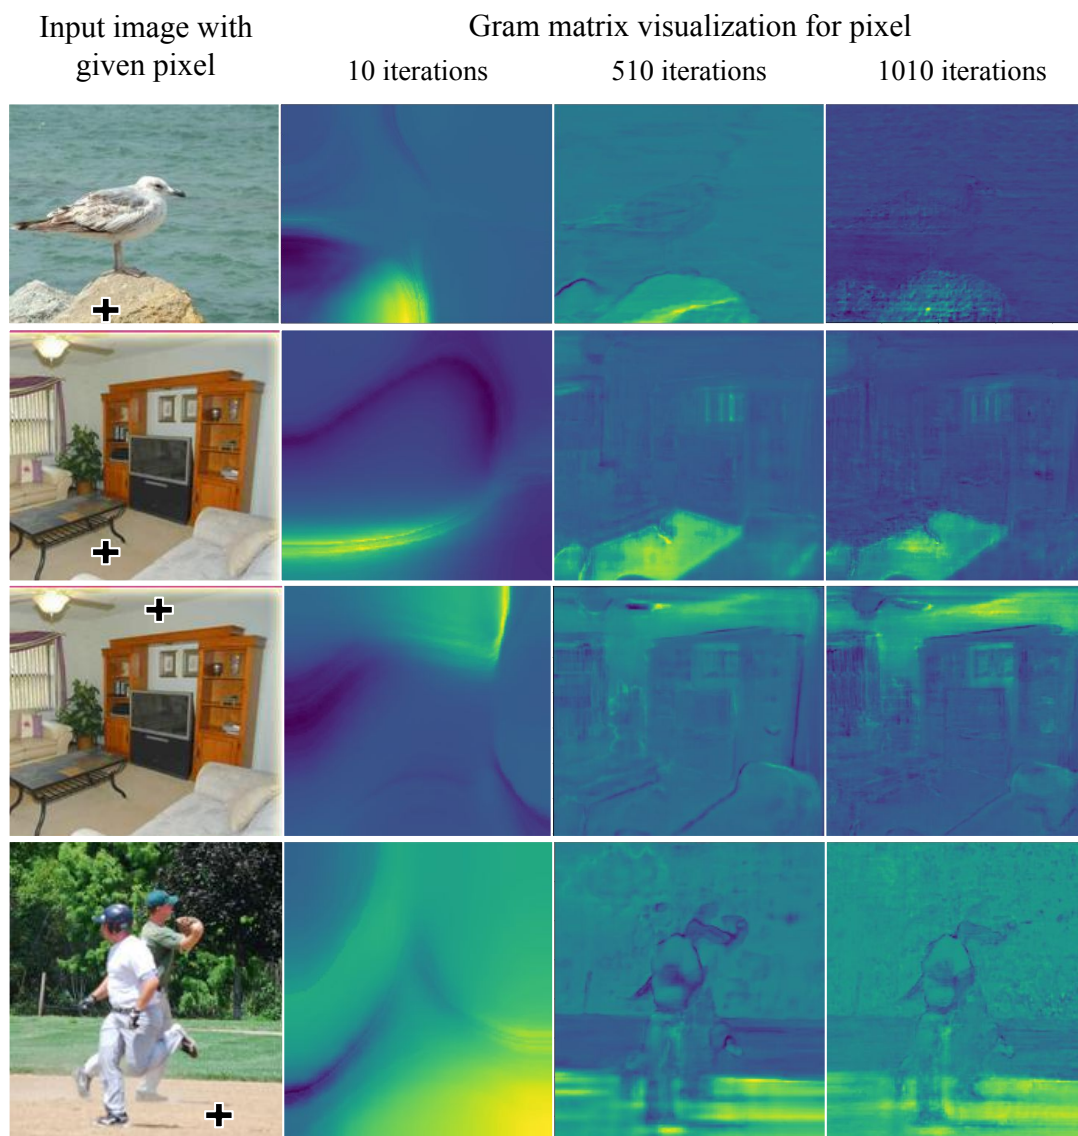 Input image with
given pixel
Gram matrix visualization for pixel
10 iterations
510 iterations
1010 iterations